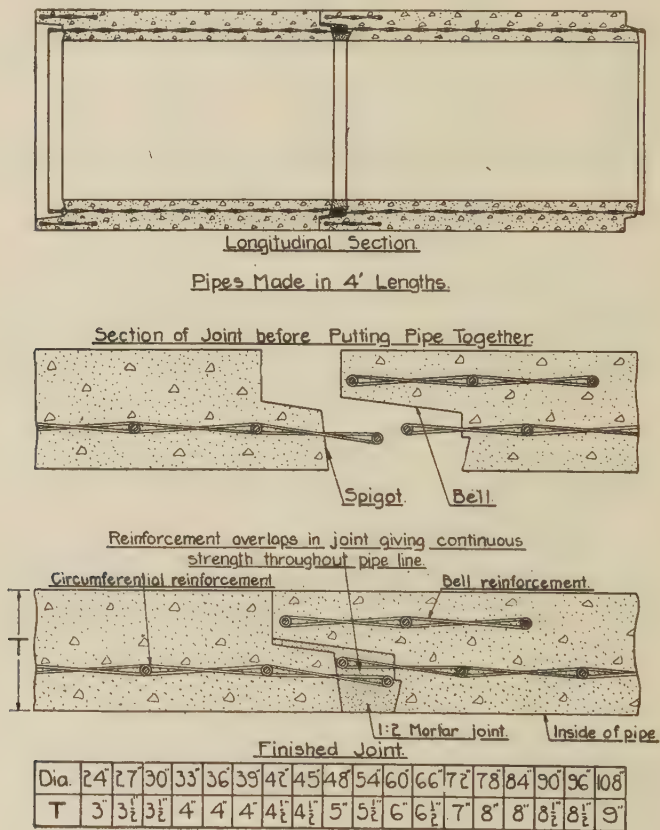 Longitudinal Section.
Pipes Made in 4' Lengths.
Section of Joint before Putting Pipe Together.
Spigot. Bell.
Reinforcement overlaps in joint giving continuous
strength throughout pipe line.
Circumferential reinforcement Bell reinforcement.
1:2 Mortar joint. Inside of pipe
Finished Joint.
Dia. 24" 27" 30" 33" 36" 39" 42" 45" 48" 54" 60" 66" 72" 78" 84" 90" 96" 108"
T 3" 3½" 3½" 4" 4" 4" 4½" 4½" 5" 5½" 6" 6½" 7" 8" 8" 8½" 8½" 9"